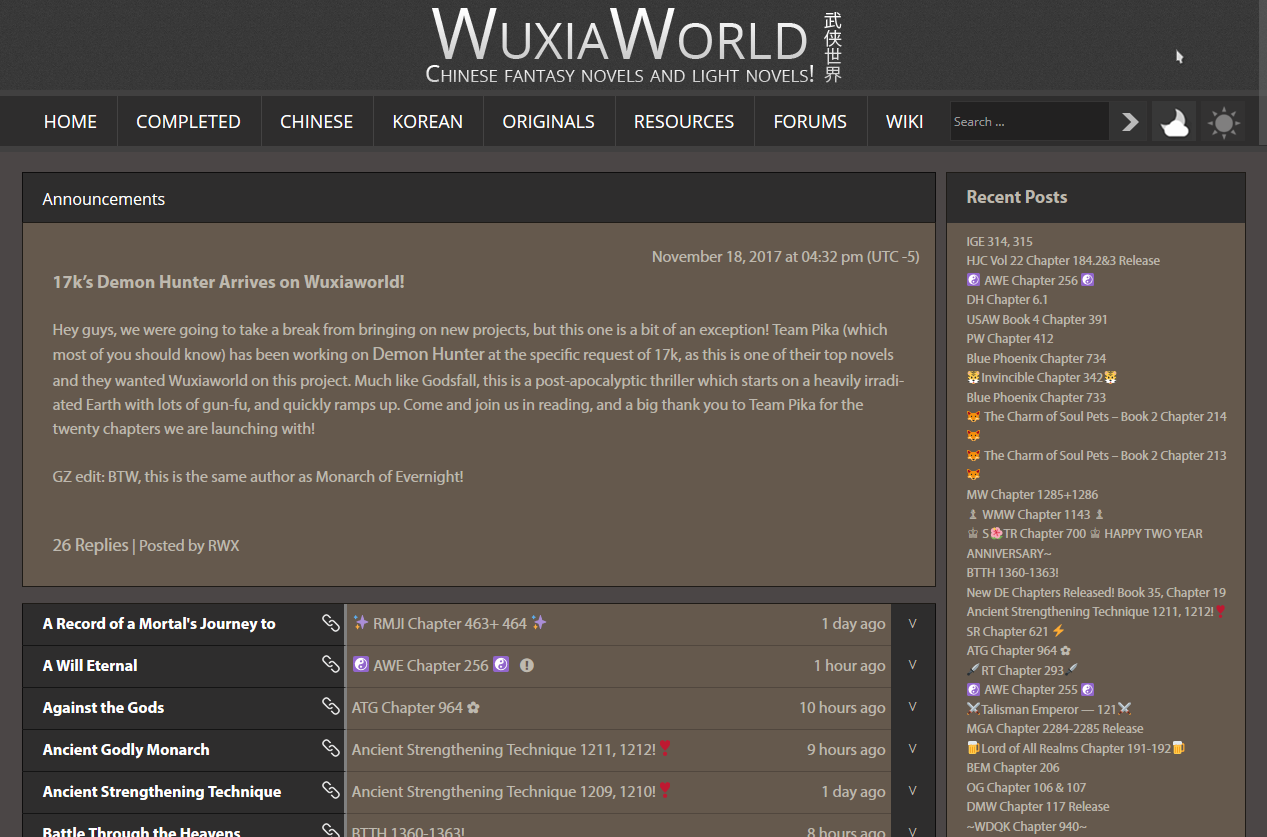 WUXIAWORLD
CHINESE FANTASY NOVELS AND LIGHT NOVELS!
武侠世界
HOME COMPLETED CHINESE KOREAN ORIGINALS RESOURCES FORUMS WIKI Search ...
Announcements
November 18, 2017 at 04:32 pm (UTC -5)
17k’s Demon Hunter Arrives on Wuxiaworld!
Hey guys, we were going to take a break from bringing on new projects, but this one is a bit of an exception! Team Pika (which
most of you should know) has been working on Demon Hunter at the specific request of 17k, as this is one of their top novels
and they wanted Wuxiaworld on this project. Much like Godsfall, this is a post-apocalyptic thriller which starts on a heavily irradi-
ated Earth with lots of gun-fu, and quickly ramps up. Come and join us in reading, and a big thank you to Team Pika for the
twenty chapters we are launching with!
GZ edit: BTW, this is the same author as Monarch of Evernight!
26 Replies | Posted by RWX
A Record of a Mortal's Journey to ✨ RMJI Chapter 463+ 464 ✨ 1 day ago V
A Will Eternal ☯ AWE Chapter 256 ☯ 1 hour ago V
Against the Gods ATG Chapter 964 ✿ 10 hours ago V
Ancient Godly Monarch Ancient Strengthening Technique 1211, 1212!❣ 9 hours ago V
Ancient Strengthening Technique Ancient Strengthening Technique 1209, 1210!❣ 1 day ago V
Battle Through the Heavens BTTH 1360-1363! 8 hours ago V
Recent Posts
IGE 314, 315
HJC Vol 22 Chapter 184.2&3 Release
☯ AWE Chapter 256 ☯
DH Chapter 6.1
USAW Book 4 Chapter 391
PW Chapter 412
Blue Phoenix Chapter 734
🐯Invincible Chapter 342🐯
Blue Phoenix Chapter 733
🦊 The Charm of Soul Pets – Book 2 Chapter 214
🦊
🦊 The Charm of Soul Pets – Book 2 Chapter 213
🦊
MW Chapter 1285+1286
♗ WMW Chapter 1143 ♗
♔ S🌺TR Chapter 700 ♔ HAPPY TWO YEAR
ANNIVERSARY~
BTTH 1360-1363!
New DE Chapters Released! Book 35, Chapter 19
Ancient Strengthening Technique 1211, 1212!❣
SR Chapter 621 ⚡
ATG Chapter 964 ✿
🗡RT Chapter 293🗡
☯ AWE Chapter 255 ☯
⚔Talisman Emperor — 121⚔
MGA Chapter 2284-2285 Release
🍺Lord of All Realms Chapter 191-192🍺
BEM Chapter 206
OG Chapter 106 & 107
DMW Chapter 117 Release
~WDQK Chapter 940~